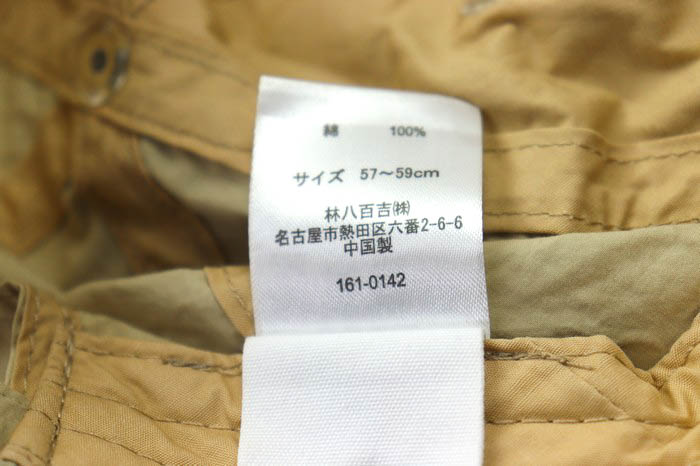 綿 100%
サイズ 57～59cm
林八百吉㈱
名古屋市熱田区六番2-6-6
中国製
161-0142